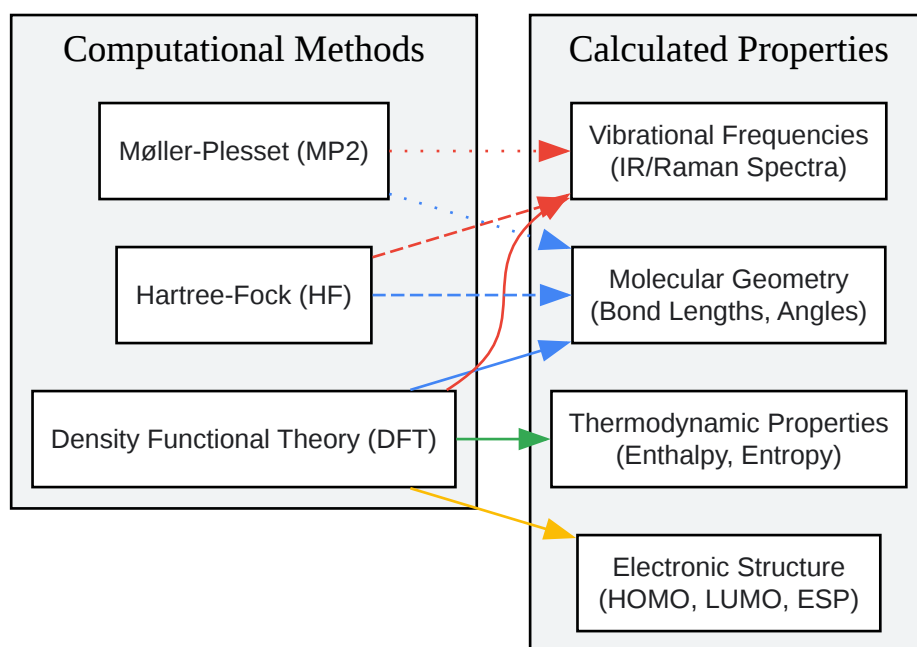 Computational Methods
Møller-Plesset (MP2)
Hartree-Fock (HF)
Density Functional Theory (DFT)
Calculated Properties
Vibrational Frequencies
(IR/Raman Spectra)
Molecular Geometry
(Bond Lengths, Angles)
Thermodynamic Properties
(Enthalpy, Entropy)
Electronic Structure
(HOMO, LUMO, ESP)